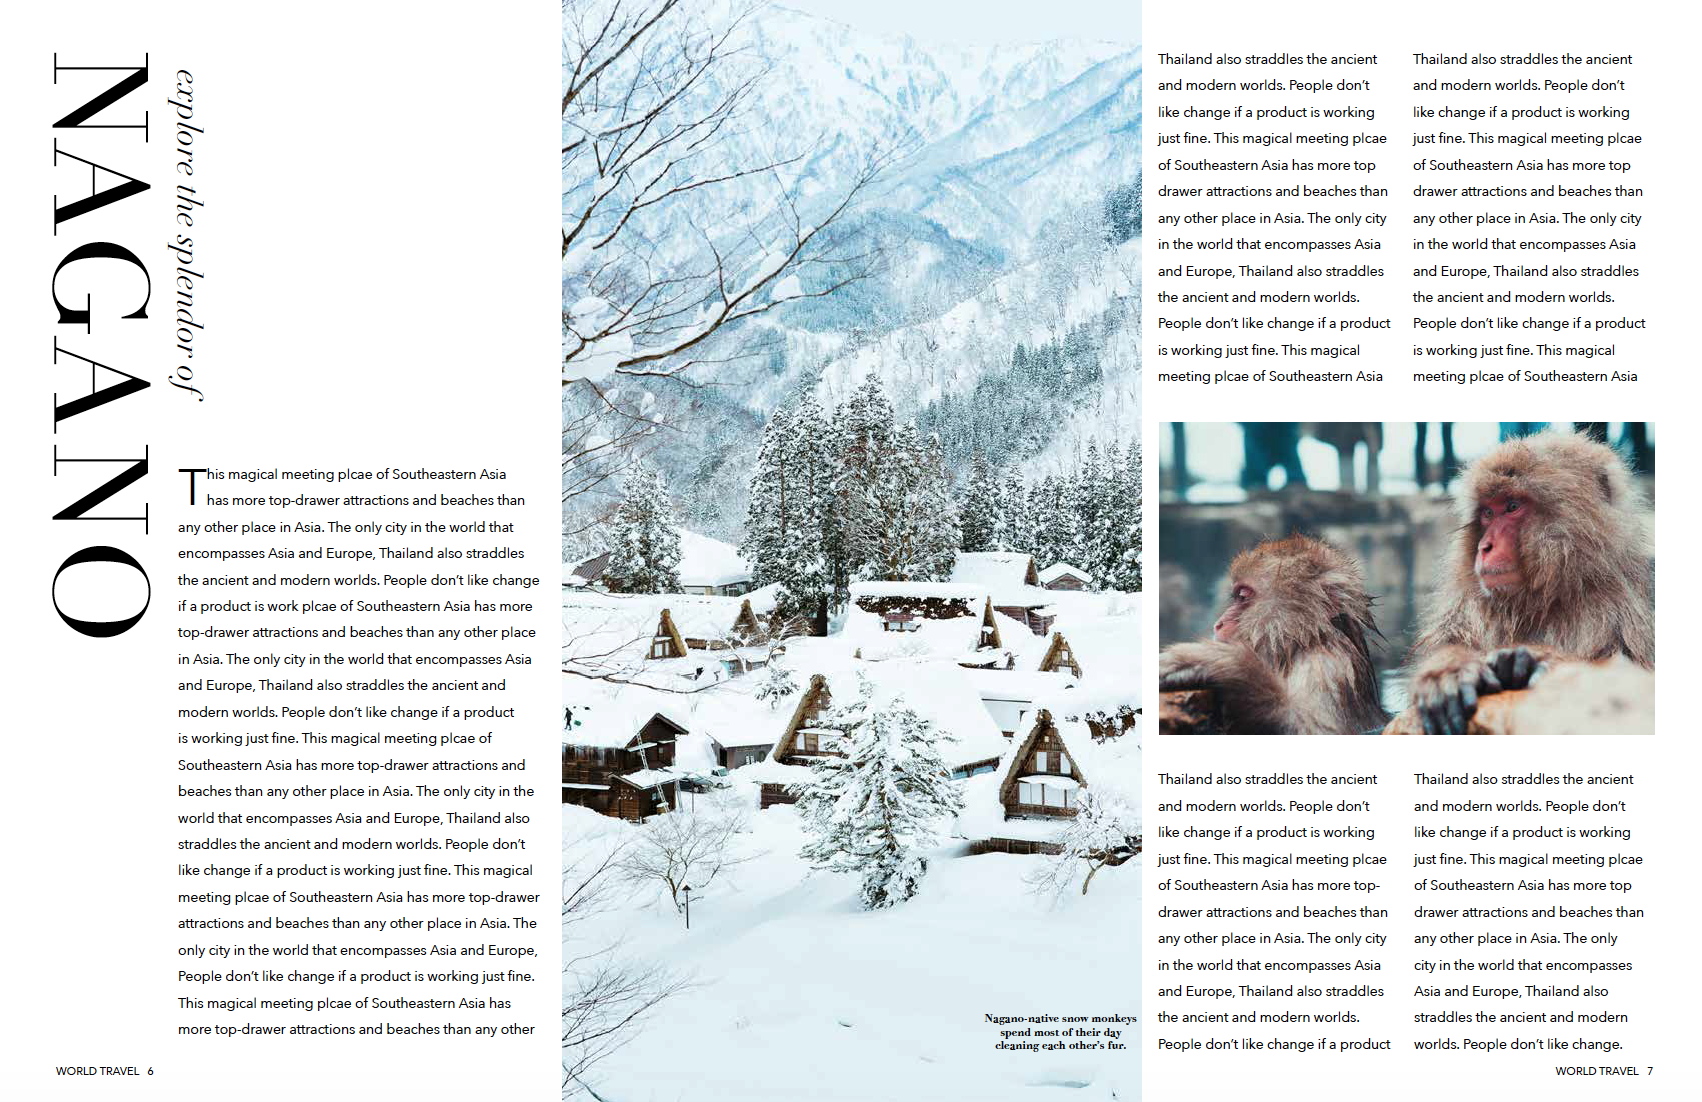 explore the splendor of
NAGANO
This magical meeting plcae of Southeastern Asia
has more top-drawer attractions and beaches than
any other place in Asia. The only city in the world that
encompasses Asia and Europe, Thailand also straddles
the ancient and modern worlds. People don't like change
if a product is work plcae of Southeastern Asia has more
top-drawer attractions and beaches than any other place
in Asia. The only city in the world that encompasses Asia
and Europe, Thailand also straddles the ancient and
modern worlds. People don't like change if a product
is working just fine. This magical meeting plcae of
Southeastern Asia has more top-drawer attractions and
beaches than any other place in Asia. The only city in the
world that encompasses Asia and Europe, Thailand also
straddles the ancient and modern worlds. People don't
like change if a product is working just fine. This magical
meeting plcae of Southeastern Asia has more top-drawer
attractions and beaches than any other place in Asia. The
only city in the world that encompasses Asia and Europe,
People don't like change if a product is working just fine.
This magical meeting plcae of Southeastern Asia has
more top-drawer attractions and beaches than any other
WORLD TRAVEL 6
Nagano-native snow monkeys
spend most of their day
cleaning each other's fur.
Thailand also straddles the ancient
and modern worlds. People don't
like change if a product is working
just fine. This magical meeting plcae
of Southeastern Asia has more top
drawer attractions and beaches than
any other place in Asia. The only city
in the world that encompasses Asia
and Europe, Thailand also straddles
the ancient and modern worlds.
People don't like change if a product
is working just fine. This magical
meeting plcae of Southeastern Asia
Thailand also straddles the ancient
and modern worlds. People don't
like change if a product is working
just fine. This magical meeting plcae
of Southeastern Asia has more top
drawer attractions and beaches than
any other place in Asia. The only city
in the world that encompasses Asia
and Europe, Thailand also straddles
the ancient and modern worlds.
People don't like change if a product
is working just fine. This magical
meeting plcae of Southeastern Asia
Thailand also straddles the ancient
and modern worlds. People don't
like change if a product is working
just fine. This magical meeting plcae
of Southeastern Asia has more top-
drawer attractions and beaches than
any other place in Asia. The only city
in the world that encompasses Asia
and Europe, Thailand also straddles
the ancient and modern worlds.
People don't like change if a product
Thailand also straddles the ancient
and modern worlds. People don't
like change if a product is working
just fine. This magical meeting plcae
of Southeastern Asia has more top
drawer attractions and beaches than
any other place in Asia. The only
city in the world that encompasses
Asia and Europe, Thailand also
straddles the ancient and modern
worlds. People don't like change.
WORLD TRAVEL 7